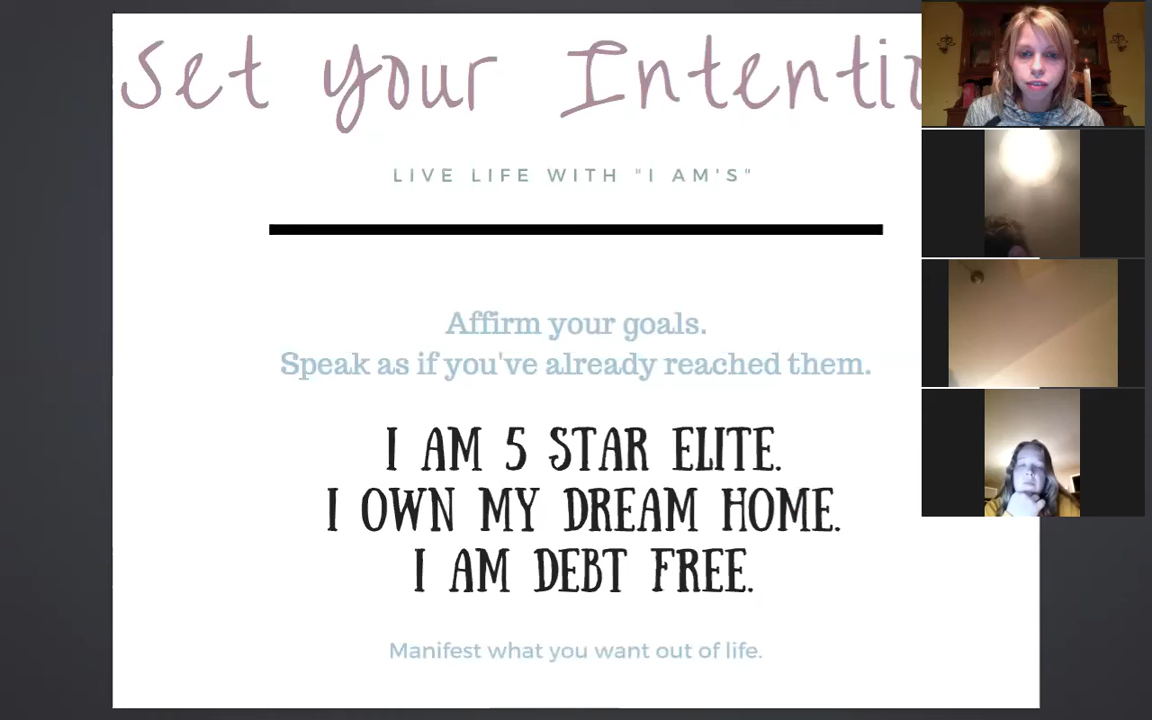 Set your
LIVE LIFE WITH "I AM'S"
Affirm your goals.
Speak as if you've already reached them.
I AM 5 STAR ELITE.
I OWN MY DREAM HOME.
I AM DEBT FREE.
Manifest what you want out of life.